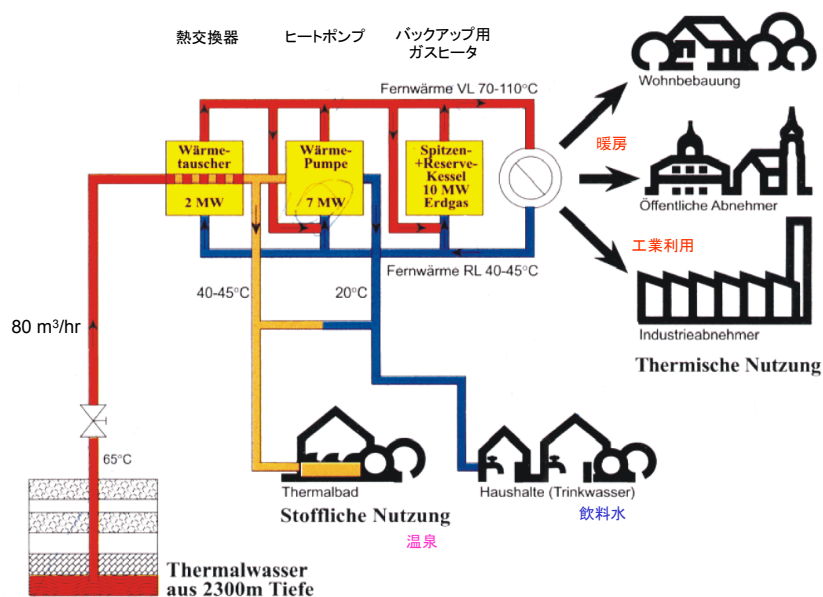 熱交換器
ヒートポンプ
バックアップ用
ガスヒータ
Fernwärme VL 70-110°C
Wohnbebauung
Wärme-
tauscher
2 MW
Wärme-
Pumpe
7 MW
Spitzen-
+Reserve-
Kessel
10 MW
Erdgas
暖房
Öffentliche Abnehmer
工業利用
Fernwärme RL 40-45°C
40-45°C
20°C
80 m³/hr
Industrieabnehmer
Thermische Nutzung
65°C
Thermalbad
Haushalte (Trinkwasser)
Stoffliche Nutzung
飲料水
温泉
Thermalwasser
aus 2300m Tiefe